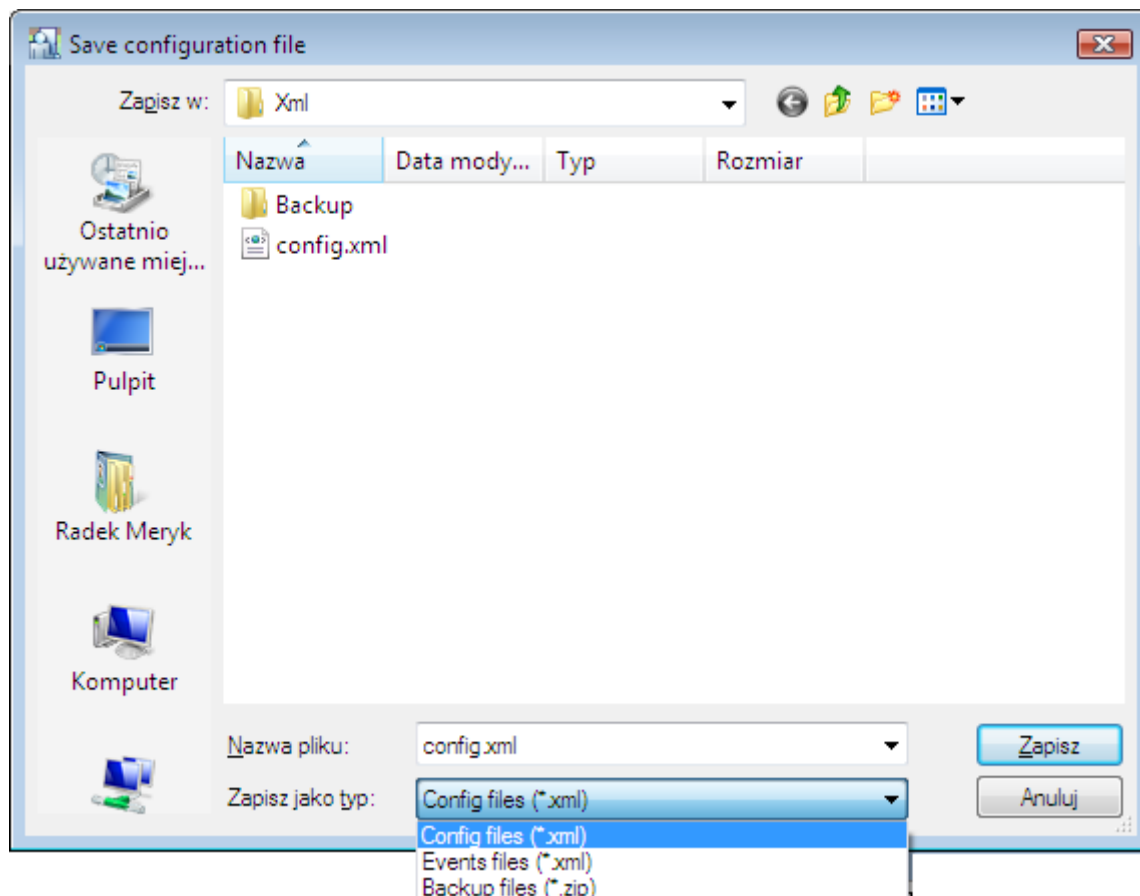 Save configuration file
Zapisz w: Xml
Nazwa Data mody... Typ Rozmiar
Backup
config.xml
Ostatnio
używane miej...
Pulpit
Radek Meryk
Komputer
Nazwa pliku: config.xml Zapisz
Zapisz jako typ: Config files (*.xml) Anuluj
Config files (*.xml)
Events files (*.xml)
Backup files (*.zip)